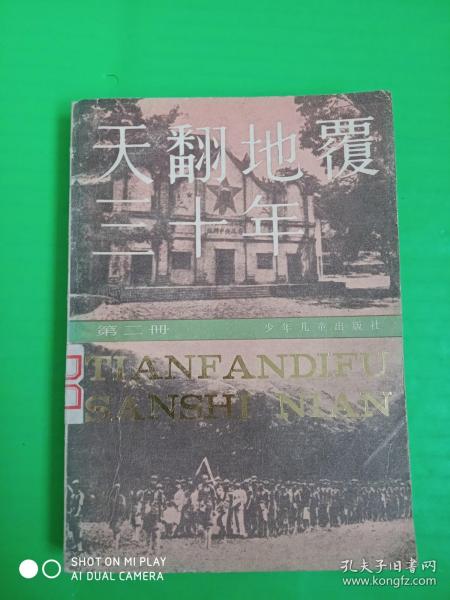 天翻地覆
三十年
第二册 少年儿童出版社
TIANFANDIFU
SANSHI NIAN
SHOT ON MI PLAY
AI DUAL CAMERA
孔夫子旧书网
www.kongfz.com